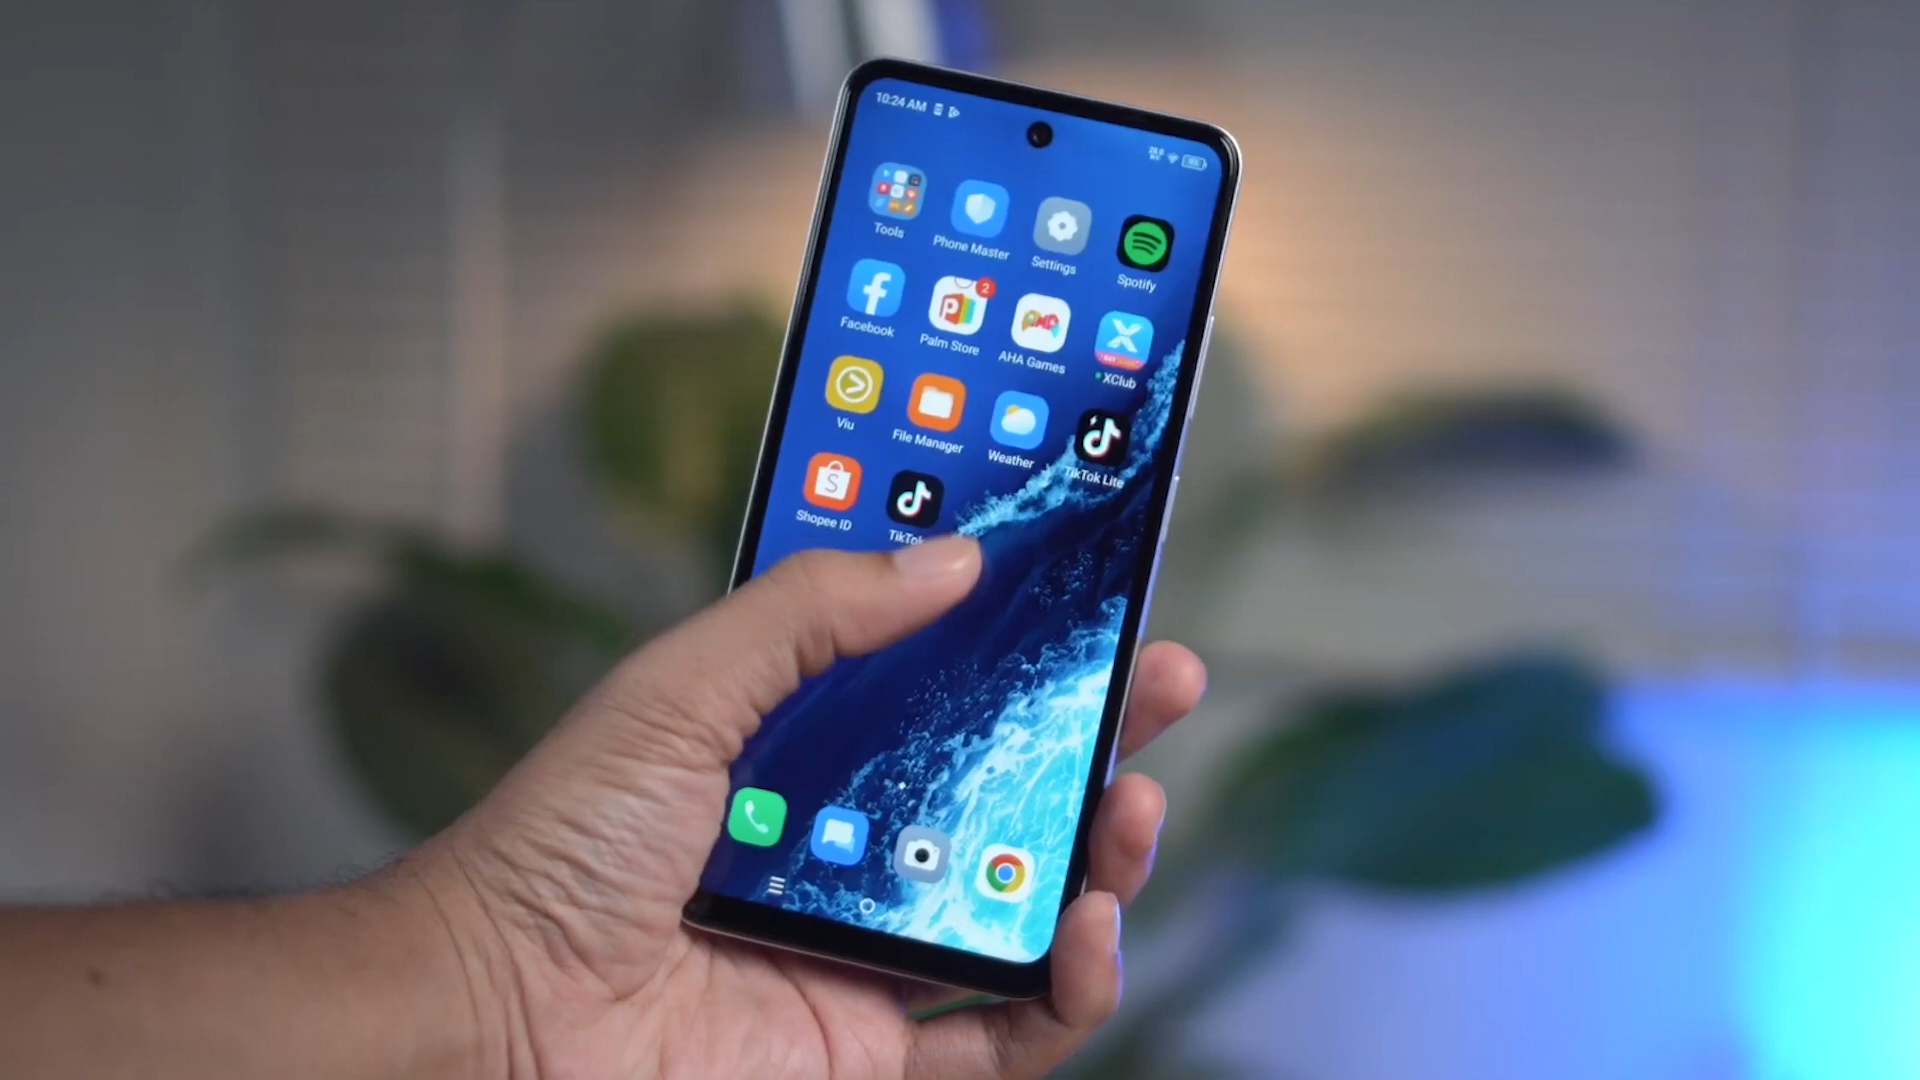 10:24 AM
Tools
Phone Master
Settings
Spotify
Facebook
2
Palm Store
AHA Games
XClub
Viu
File Manager
Weather
TikTok Lite
Shopee ID
TikTok